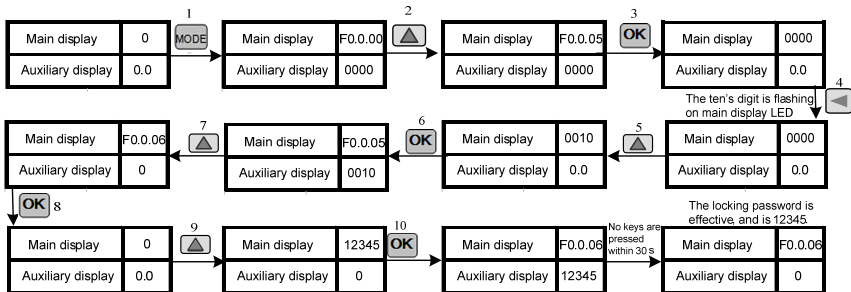 1
2
3
Main display 0
MODE
Main display F0.0.00
Main display F0.0.05
OK
Main display 0000
Auxiliary display 0.0
Auxiliary display 0000
Auxiliary display 0000
Auxiliary display 0.0
4
The ten's digit is flashing
on main display LED
7
6
5
Main display F0.0.06
Main display F0.0.05
OK
Main display 0010
Main display 0000
Auxiliary display 0
Auxiliary display 0010
Auxiliary display 0.0
Auxiliary display 0.0
OK 8
9
10
The locking password is
effective, and is 12345.
No keys are
pressed
within 30 s
Main display 0
Main display 12345
OK
Main display F0.0.06
Main display F0.0.06
Auxiliary display 0.0
Auxiliary display 0
Auxiliary display 12345
Auxiliary display 0